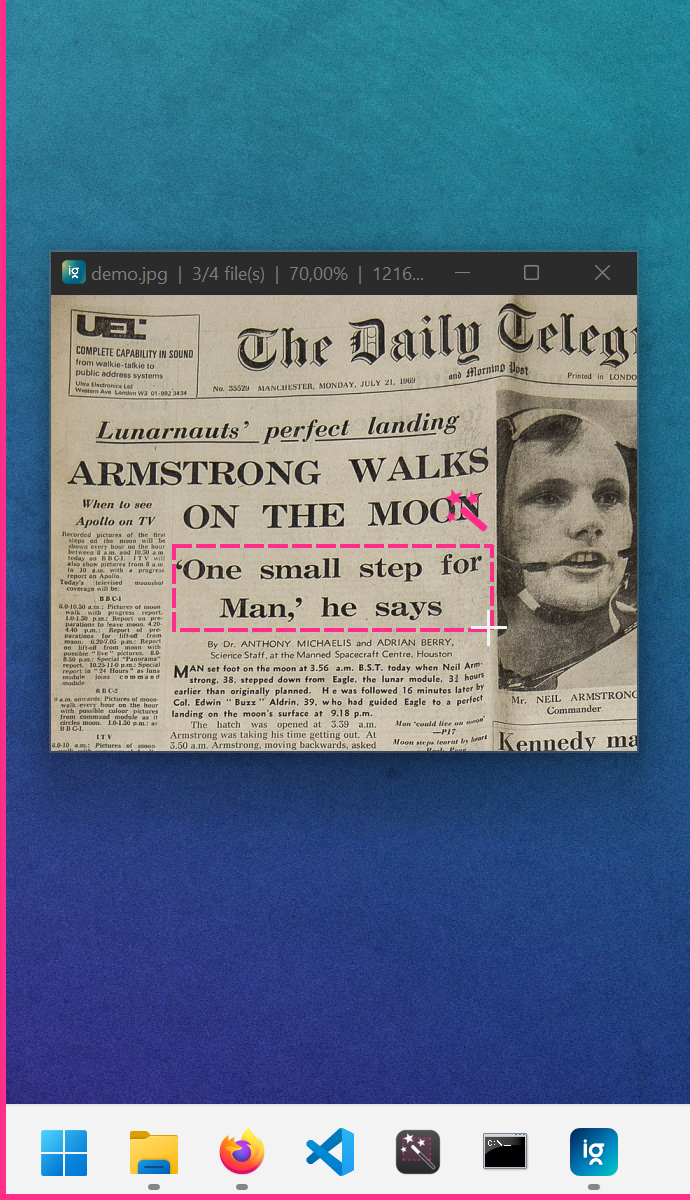 ig demo.jpg | 3/4 file(s) | 70,00% | 1216...
UEL
COMPLETE CAPABILITY IN SOUND
from walkie-talkie to
public address systems
Ultra Electronics Ltd
Western Ave London W3 01-992 3434
The Daily Telegr
and Morning Post
No. 35529 MANCHESTER, MONDAY, JULY 21, 1969
Printed in LONDO
Lunarnauts' perfect landing
ARMSTRONG WALKS
ON THE MOON
When to see
Apollo on TV
Recorded pictures of the first
steps on the moon will be
shown every hour on the hour
between 8 a.m. and 10.50 a.m.
today on BBC-1. ITV will
also show pictures from 6 a.m.
to 10 a.m. with a progress
report on Apollo.
Today's televised moonshot
coverage will be:
BBC-1
6.0-10.50 a.m.: Pictures of moon
walk with progress report.
1.0-1.30 p.m.: Report on pre-
parations to leave moon. 4.20-
4.40 p.m.: Report of pre-
parations for lift-off from
moon. 6.20-7.05 p.m.: Report
on lift-off from moon with
possible "live" pictures. 8.0-
8.50 p.m.: Special "Panorama"
report. 10.25-11.0 p.m.: Special
report in "24 Hours" as lunar
module joins command
module
BBC-2
a.m. onwards: Pictures of moon-
walk every hour on the hour
with possible colour pictures
from command module as it
circles moon. 1.0-1.30 p.m.: as
BBC-1.
ITV
6.0-10 a.m.: Pictures of moon
‘One small step for
Man,’ he says
By Dr. ANTHONY MICHAELIS and ADRIAN BERRY,
Science Staff, at the Manned Spacecraft Centre, Houston
MAN set foot on the moon at 3.56 a.m. B.S.T. today when Neil Arm-
strong, 38, stepped down from Eagle, the lunar module, 3¾ hours
earlier than originally planned. He was followed 16 minutes later by
Col. Edwin "Buzz" Aldrin, 39, who had guided Eagle to a perfect
landing on the moon's surface at 9.18 p.m.
The hatch was opened at 3.39 a.m.
Armstrong was taking his time getting out. At
3.50 a.m. Armstrong, moving backwards, asked
Man 'could live on moon'
—P17
Moon steps learnt by heart
Mr. NEIL ARMSTRONG
Commander
Kennedy ma
C:\_
ig